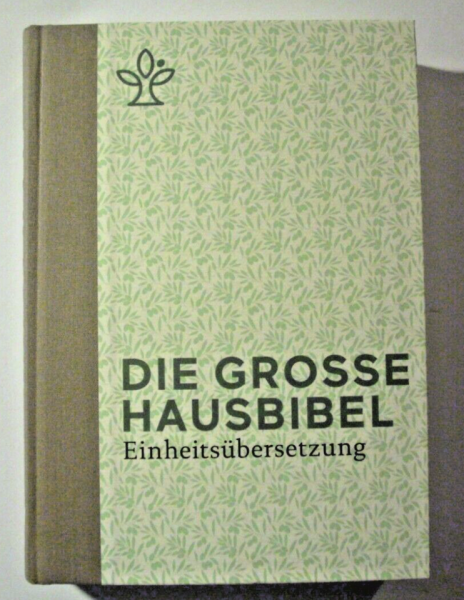 DIE GROSSE
HAUSBIBEL
Einheitsübersetzung